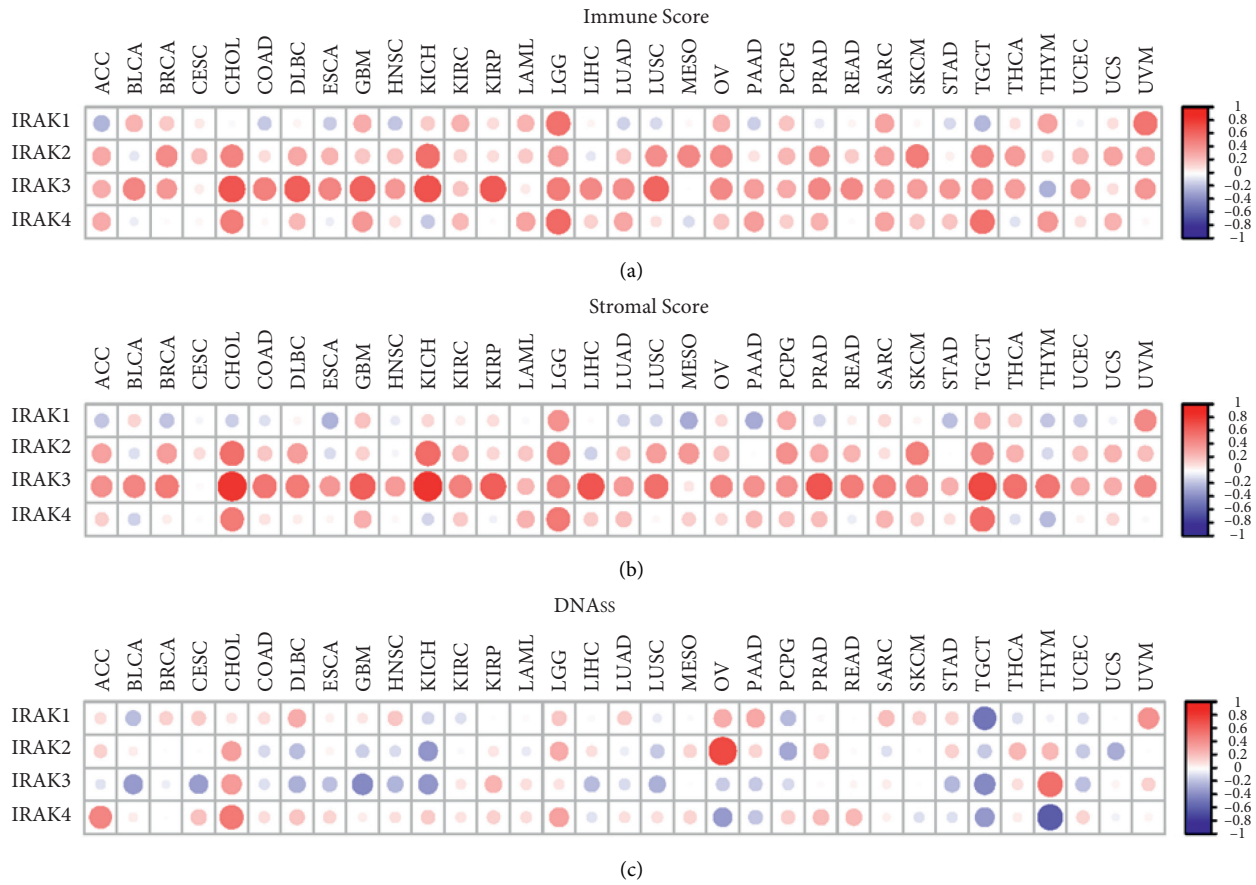 Immune Score
ACC BLCA BRCA CESC CHOL COAD DLBC ESCA GBM HNSC KICH KIRC KIRP LAML LGG LIHC LUAD LUSC MESO OV PAAD PCPG PRAD READ SARC SKCM STAD TGCT THCA THYM UCEC UCS UVM
IRAK1
IRAK2
IRAK3
IRAK4
1
0.8
0.6
0.4
0.2
0
−0.2
−0.4
−0.6
−0.8
−1
(a)
Stromal Score
ACC BLCA BRCA CESC CHOL COAD DLBC ESCA GBM HNSC KICH KIRC KIRP LAML LGG LIHC LUAD LUSC MESO OV PAAD PCPG PRAD READ SARC SKCM STAD TGCT THCA THYM UCEC UCS UVM
IRAK1
IRAK2
IRAK3
IRAK4
1
0.8
0.6
0.4
0.2
0
−0.2
−0.4
−0.6
−0.8
−1
(b)
DNAss
ACC BLCA BRCA CESC CHOL COAD DLBC ESCA GBM HNSC KICH KIRC KIRP LAML LGG LIHC LUAD LUSC MESO OV PAAD PCPG PRAD READ SARC SKCM STAD TGCT THCA THYM UCEC UCS UVM
IRAK1
IRAK2
IRAK3
IRAK4
1
0.8
0.6
0.4
0.2
0
−0.2
−0.4
−0.6
−0.8
−1
(c)